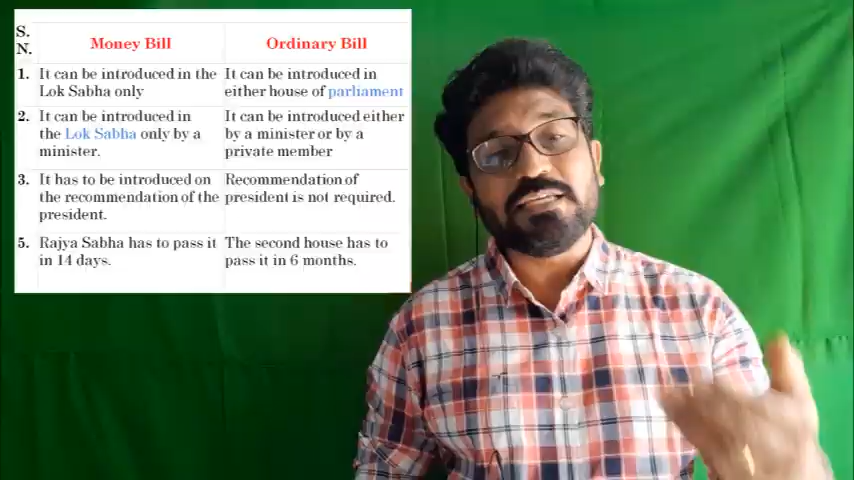 S.
N.
Money Bill
Ordinary Bill
1.
It can be introduced in the
Lok Sabha only
It can be introduced in
either house of parliament
2.
It can be introduced in
the Lok Sabha only by a
minister.
It can be introduced either
by a minister or by a
private member
3.
It has to be introduced on
the recommendation of the
president.
Recommendation of
president is not required.
5.
Rajya Sabha has to pass it
in 14 days.
The second house has to
pass it in 6 months.